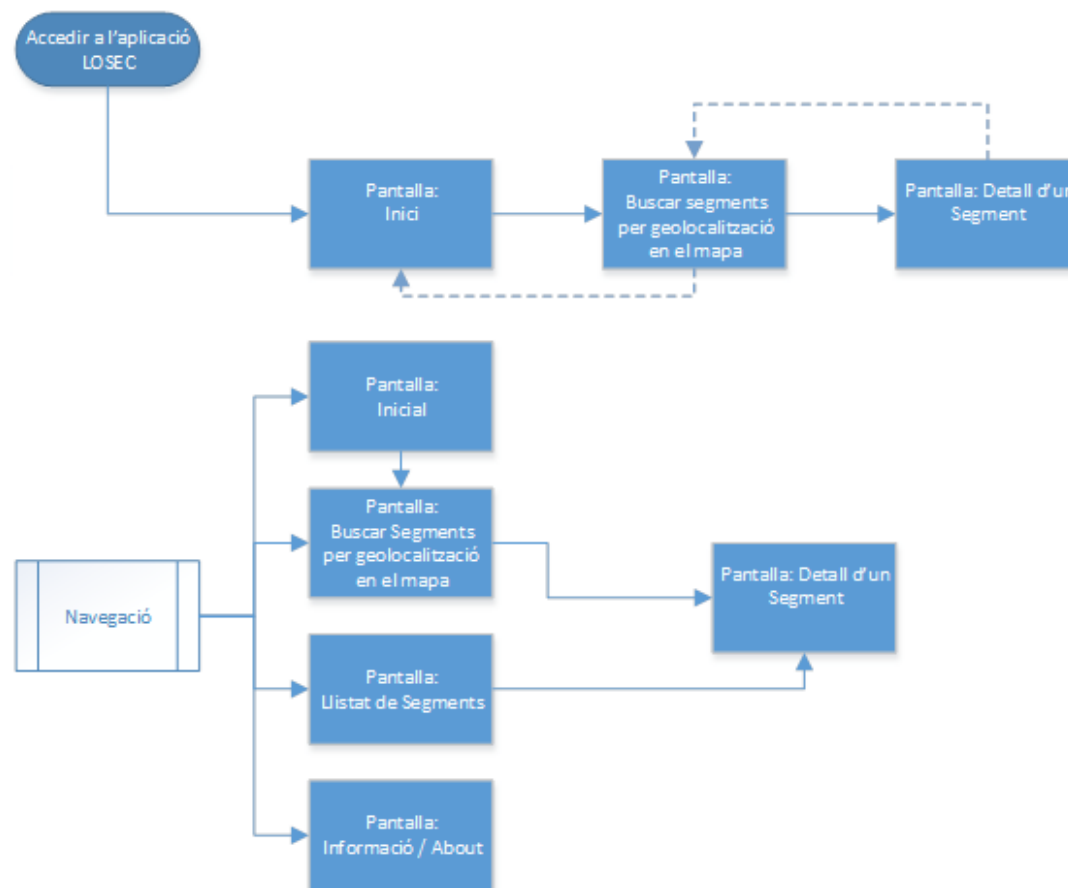 Accedir a l'aplicació
LOSEC
Pantalla:
Inici
Pantalla:
Buscar segments
per geolocalització
en el mapa
Pantalla: Detall d'un
Segment
Pantalla:
Inicial
Pantalla:
Buscar Segments
per geolocalització
en el mapa
Pantalla: Detall d'un
Segment
Navegació
Pantalla:
Llistat de Segments
Pantalla:
Informació / About